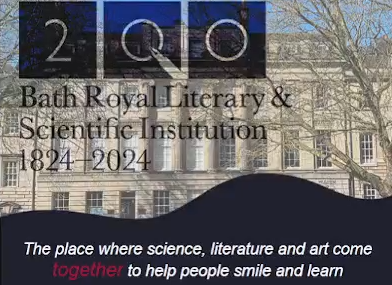 200
Bath Royal Literary &
Scientific Institution
1824–2024
The place where science, literature and art come
together to help people smile and learn